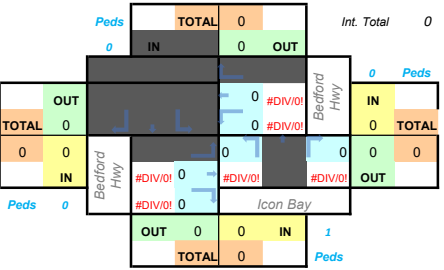 Peds TOTAL 0 Int. Total 0
0 IN 0 OUT
0 Peds
OUT 0 #DIV/0! Bedford Hwy IN
TOTAL 0 0 #DIV/0! 0 TOTAL
0 0 0 0 0 0
IN Bedford Hwy #DIV/0! 0 #DIV/0! #DIV/0! OUT
Peds 0 #DIV/0! 0 Icon Bay
OUT 0 0 IN 1
TOTAL 0 Peds